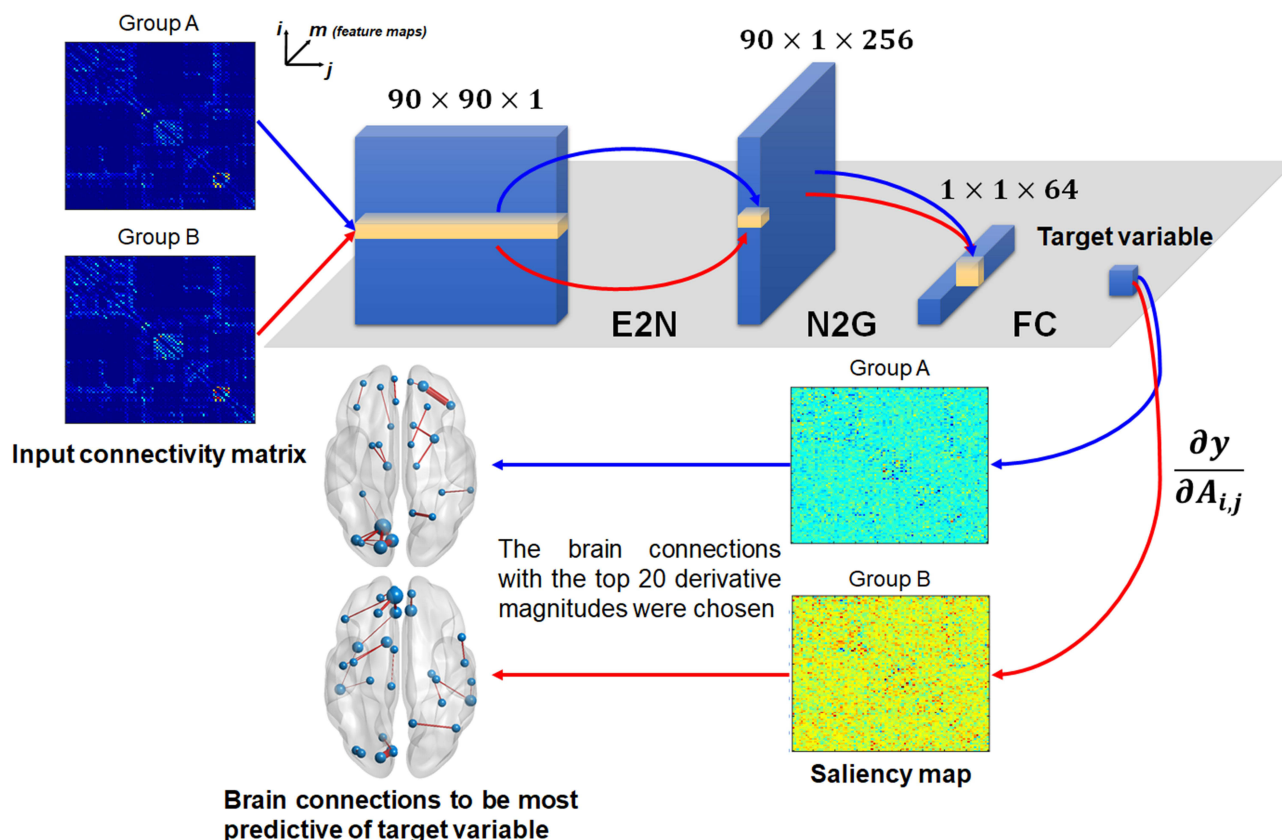 Group A
i
m (feature maps)
j
90 × 90 × 1
90 × 1 × 256
1 × 1 × 64
Target variable
Group B
E2N
N2G
FC
Input connectivity matrix
Group A
∂y
∂A_{i,j}
The brain connections
with the top 20 derivative
magnitudes were chosen
Group B
Saliency map
Brain connections to be most
predictive of target variable